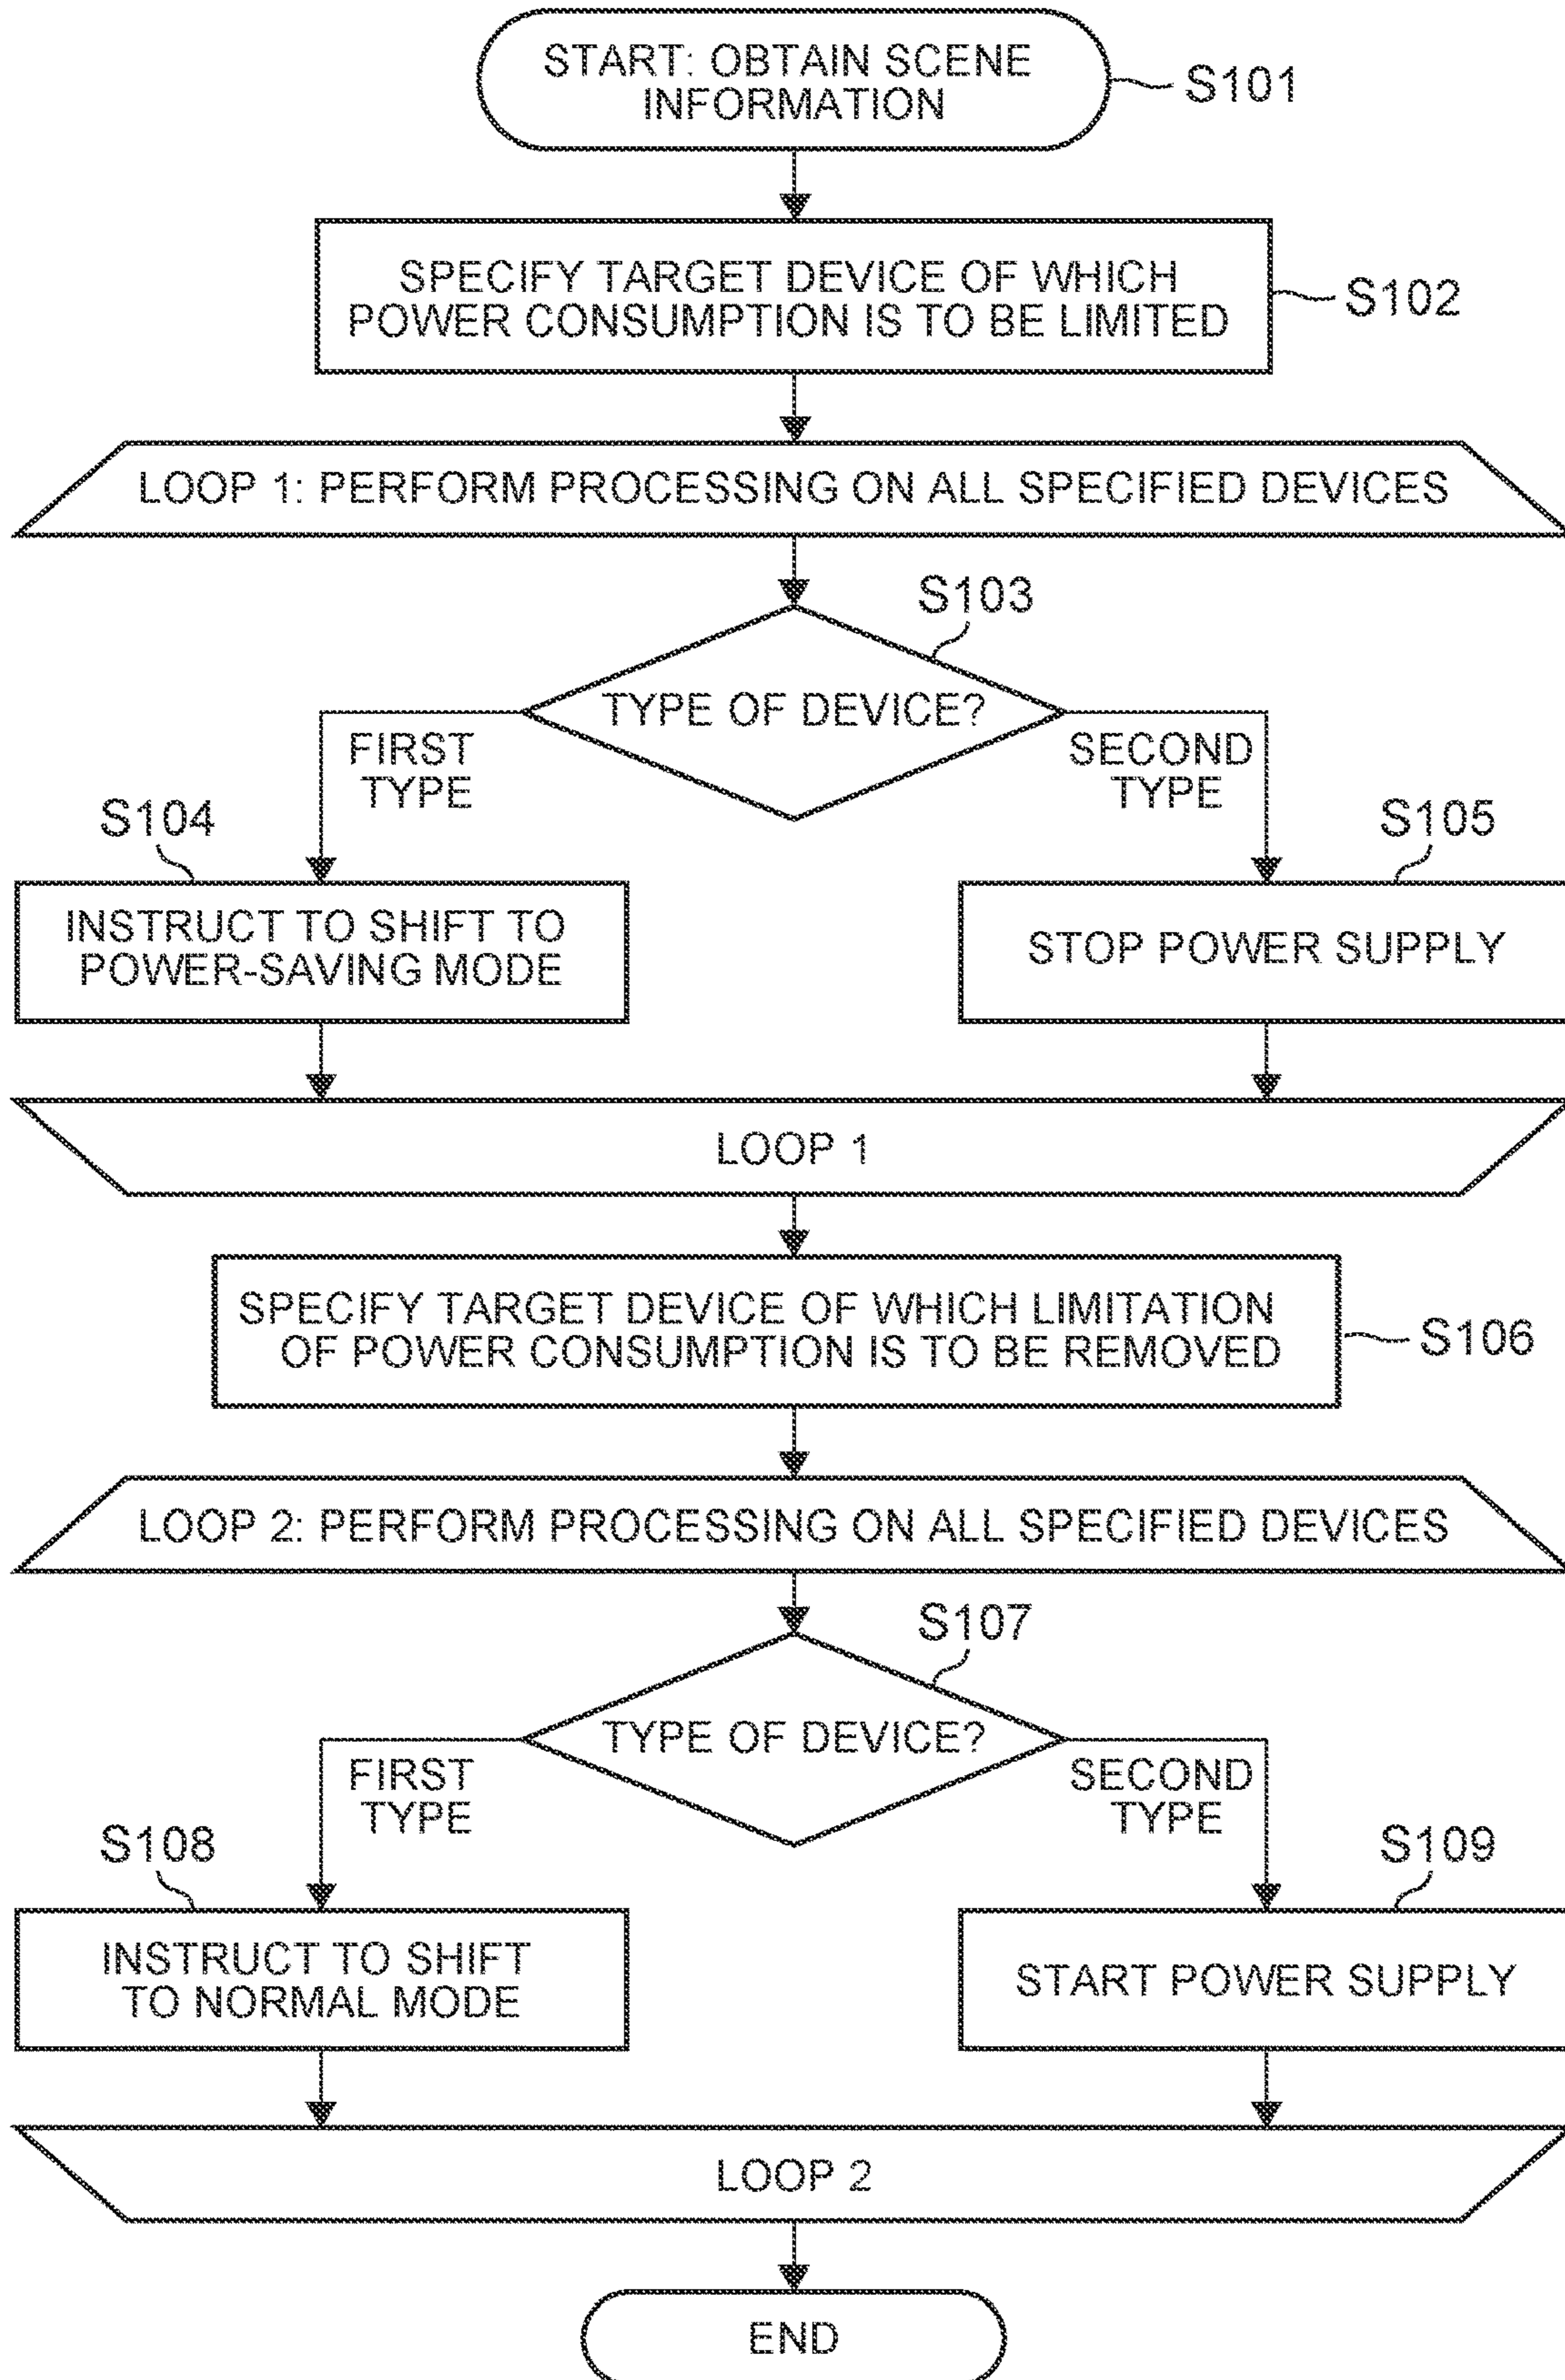 START: OBTAIN SCENE
INFORMATION
S101
SPECIFY TARGET DEVICE OF WHICH
POWER CONSUMPTION IS TO BE LIMITED
S102
LOOP 1: PERFORM PROCESSING ON ALL SPECIFIED DEVICES
S103
TYPE OF DEVICE?
FIRST
TYPE
SECOND
TYPE
S104
S105
INSTRUCT TO SHIFT TO
POWER-SAVING MODE
STOP POWER SUPPLY
LOOP 1
SPECIFY TARGET DEVICE OF WHICH LIMITATION
OF POWER CONSUMPTION IS TO BE REMOVED
S106
LOOP 2: PERFORM PROCESSING ON ALL SPECIFIED DEVICES
S107
TYPE OF DEVICE?
FIRST
TYPE
SECOND
TYPE
S108
S109
INSTRUCT TO SHIFT
TO NORMAL MODE
START POWER SUPPLY
LOOP 2
END